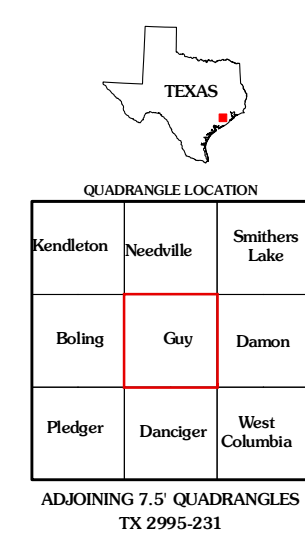 TEXAS
QUADRANGLE LOCATION
Kendleton
Needville
Smithers
Lake
Boling
Guy
Damon
Pledger
Danciger
West
Columbia
ADJOINING 7.5' QUADRANGLES
TX 2995-231